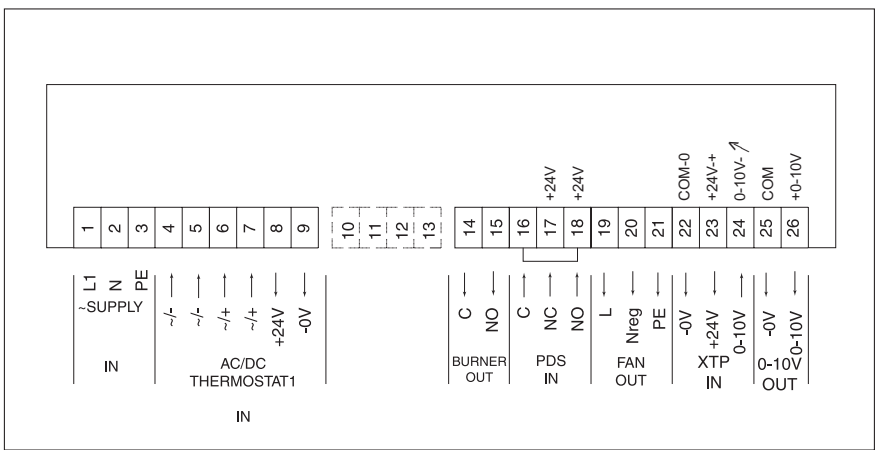 COM-0 +24V-+ 0-10V- COM +0-10V
+24V +24V
1 2 3 4 5 6 7 8 9 10 11 12 13 14 15 16 17 18 19 20 21 22 23 24 25 26
L1 N PE ~/- ~/- ~/+ ~/+ +24V -0V C NO C NC NO L Nreg PE -0V +24V 0-10V -0V 0-10V
~SUPPLY
IN
AC/DC
THERMOSTAT1
IN
BURNER
OUT
PDS
IN
FAN
OUT
XTP
IN
0-10V
OUT